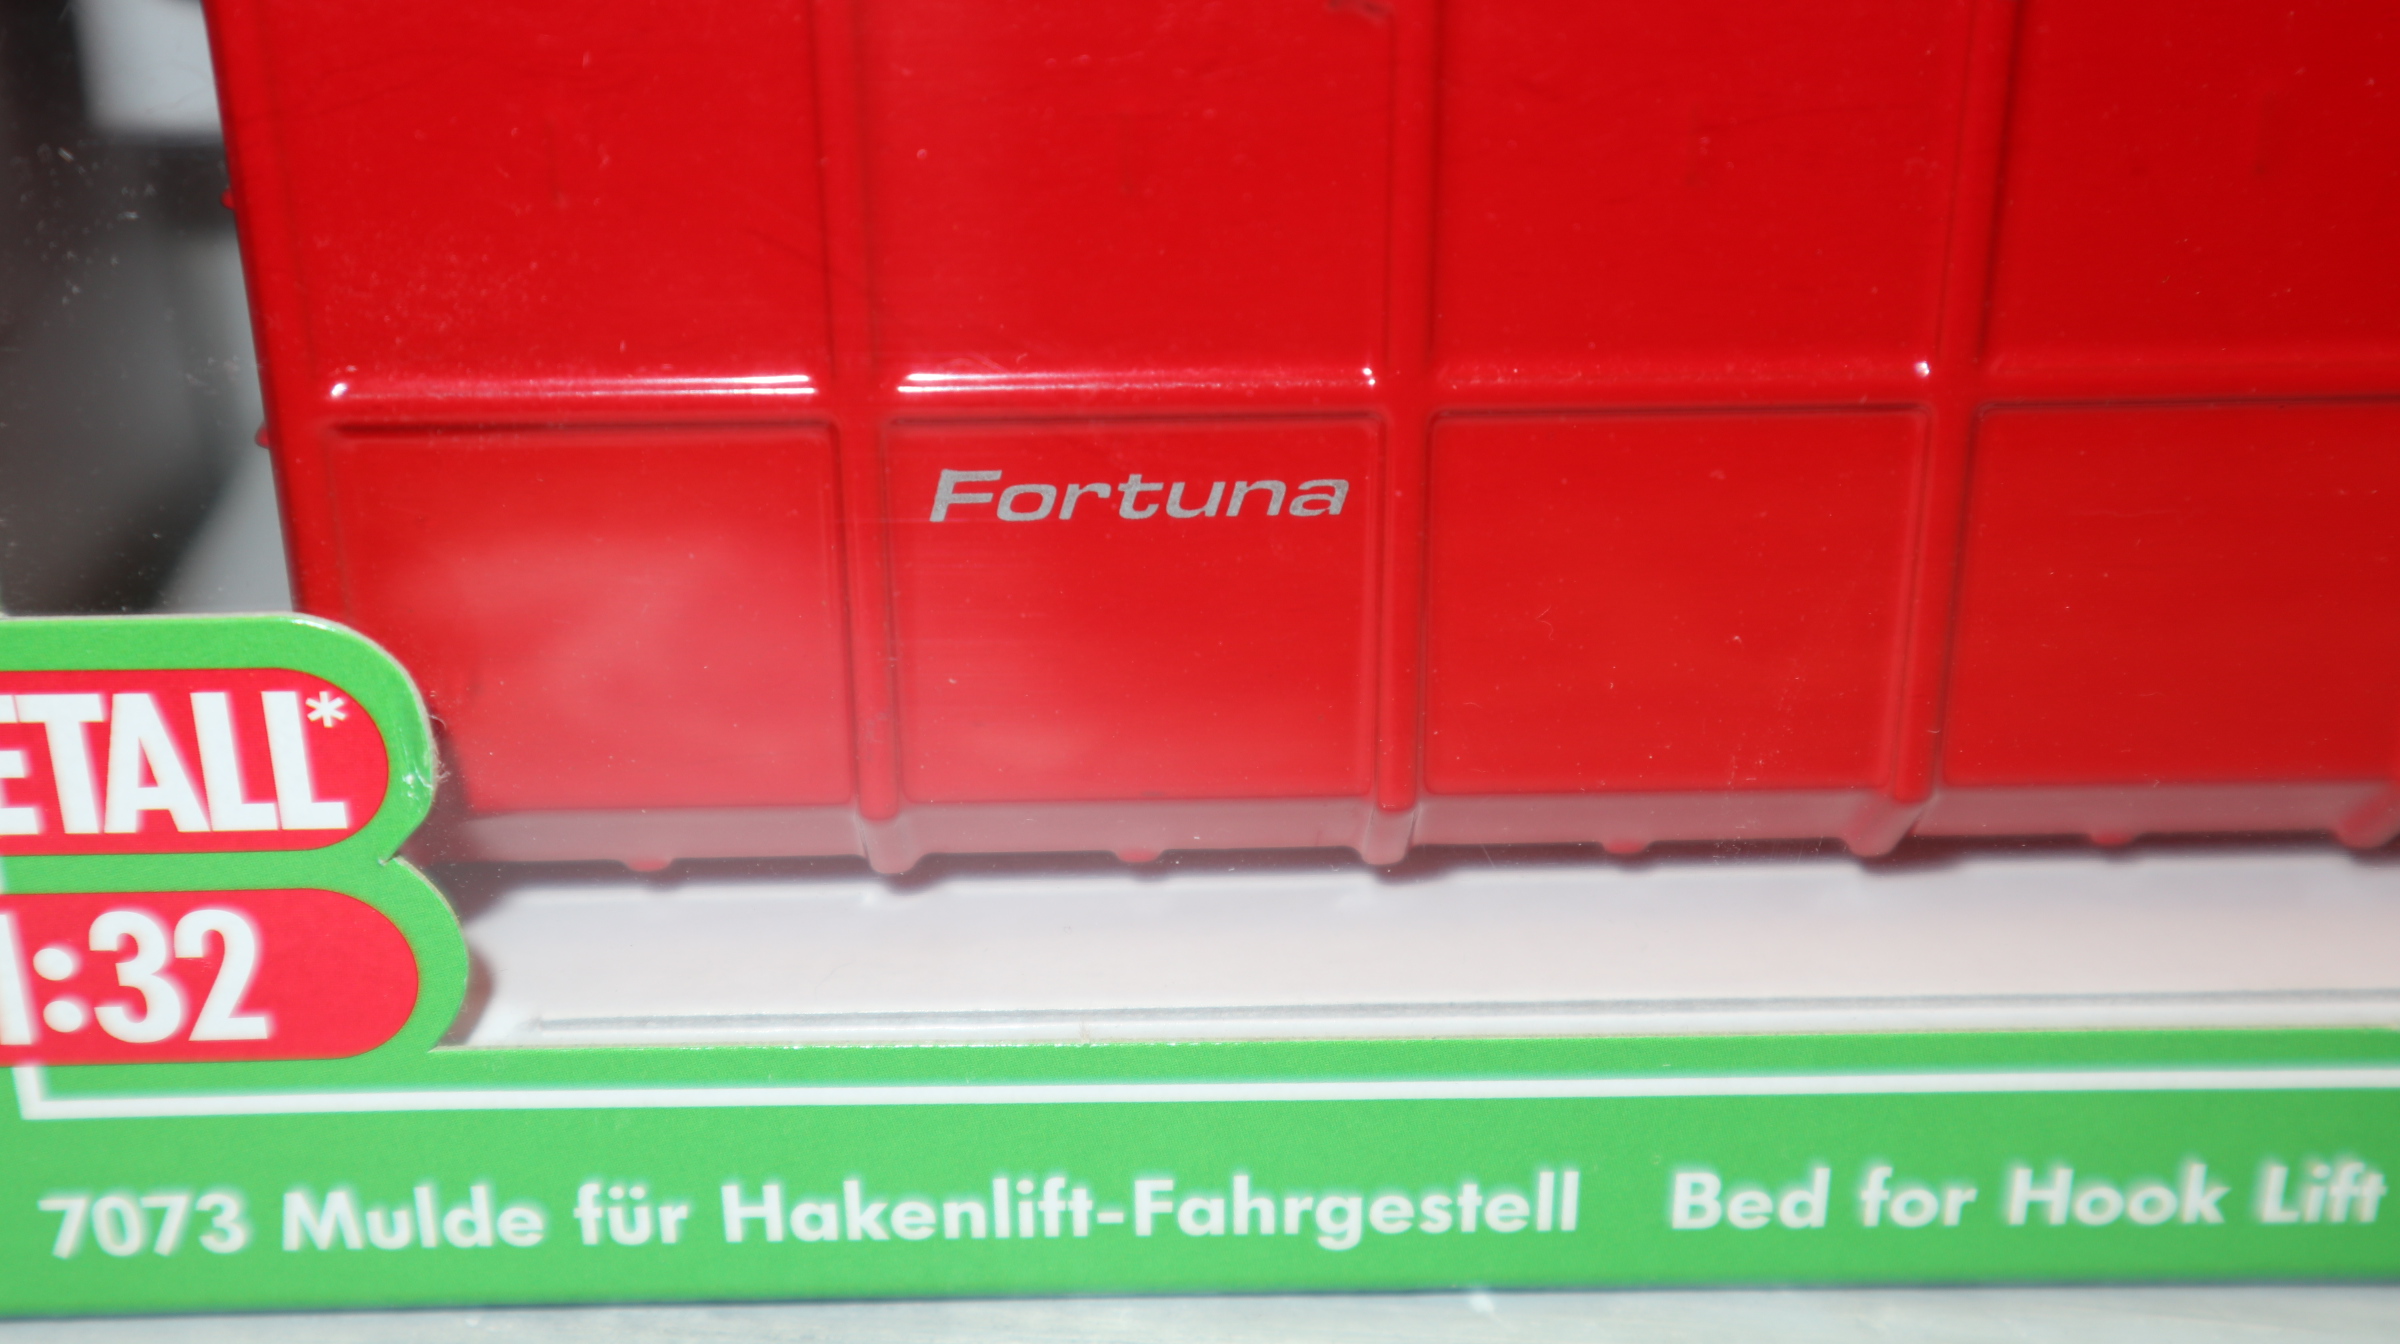 Fortuna
ETALL*
1:32
7073 Mulde für Hakenlift-Fahrgestell Bed for Hook Lift